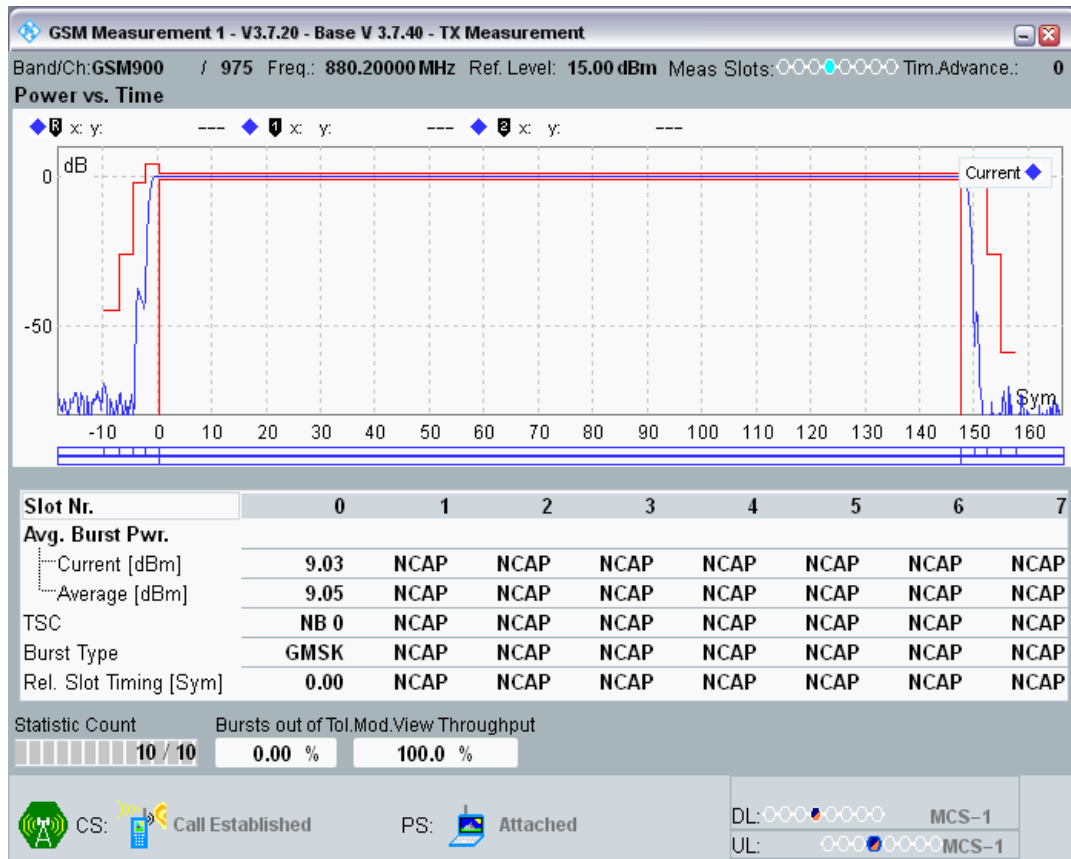 GSM Measurement 1 - V3.7.20 - Base V 3.7.40 - TX Measurement
Band/Ch:GSM900 / 975 Freq.: 880.20000 MHz Ref. Level: 15.00 dBm Meas Slots: Tim.Advance.: 0
Power vs. Time
R x: y: --- 1 x: y: --- 2 x: y: ---
dB
Current
0
-50
Sym
-10 0 10 20 30 40 50 60 70 80 90 100 110 120 130 140 150 160
Slot Nr. 0 1 2 3 4 5 6 7
Avg. Burst Pwr.
Current [dBm] 9.03 NCAP NCAP NCAP NCAP NCAP NCAP NCAP
Average [dBm] 9.05 NCAP NCAP NCAP NCAP NCAP NCAP NCAP
TSC NB 0 NCAP NCAP NCAP NCAP NCAP NCAP NCAP
Burst Type GMSK NCAP NCAP NCAP NCAP NCAP NCAP NCAP
Rel. Slot Timing [Sym] 0.00 NCAP NCAP NCAP NCAP NCAP NCAP NCAP
Statistic Count Bursts out of Tol.Mod.View Throughput
10 / 10 0.00 % 100.0 %
CS: Call Established PS: Attached
DL: MCS-1
UL: MCS-1